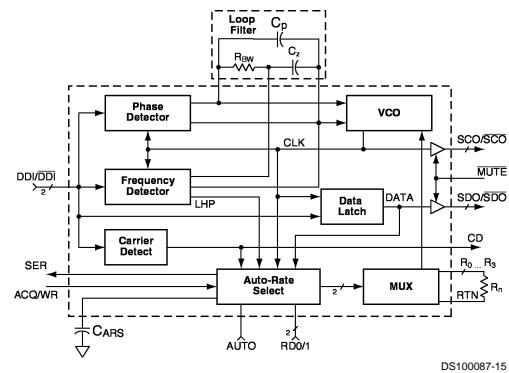 Loop
Filter
Cp
RBW
Cz
Phase
Detector
VCO
CLK
SCO/SCO
MUTE
DDI/DDI
2
Frequency
Detector
LHP
Data
Latch
DATA
SDO/SDO
Carrier
Detect
CD
SER
ACQ/WR
Auto-Rate
Select
2
MUX
R0 ... R3
Rn
RTN
CARS
AUTO
2
RD0/1
DS100087-15